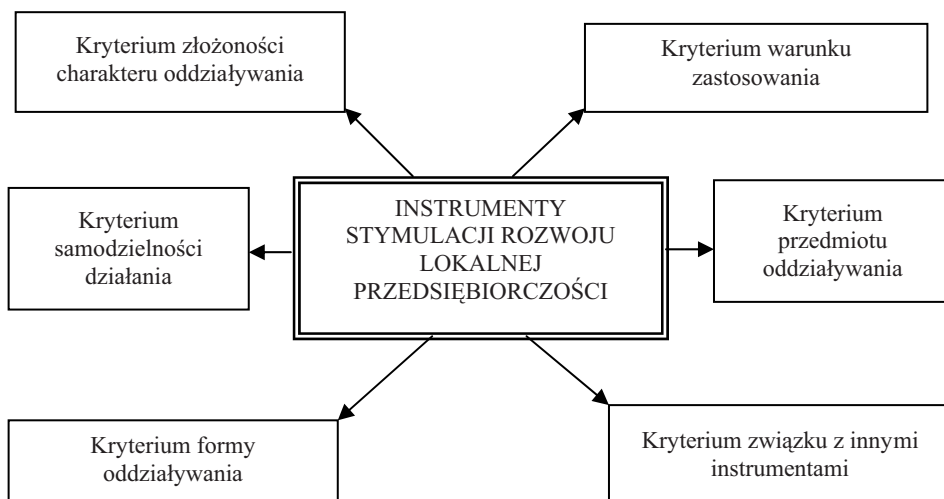 Kryterium złożoności
charakteru oddziaływania
Kryterium warunku
zastosowania
Kryterium
samodzielności
działania
INSTRUMENTY
STYMULACJI ROZWOJU
LOKALNEJ
PRZEDSIĘBIORCZOŚCI
Kryterium
przedmiotu
oddziaływania
Kryterium formy
oddziaływania
Kryterium związku z innymi
instrumentami